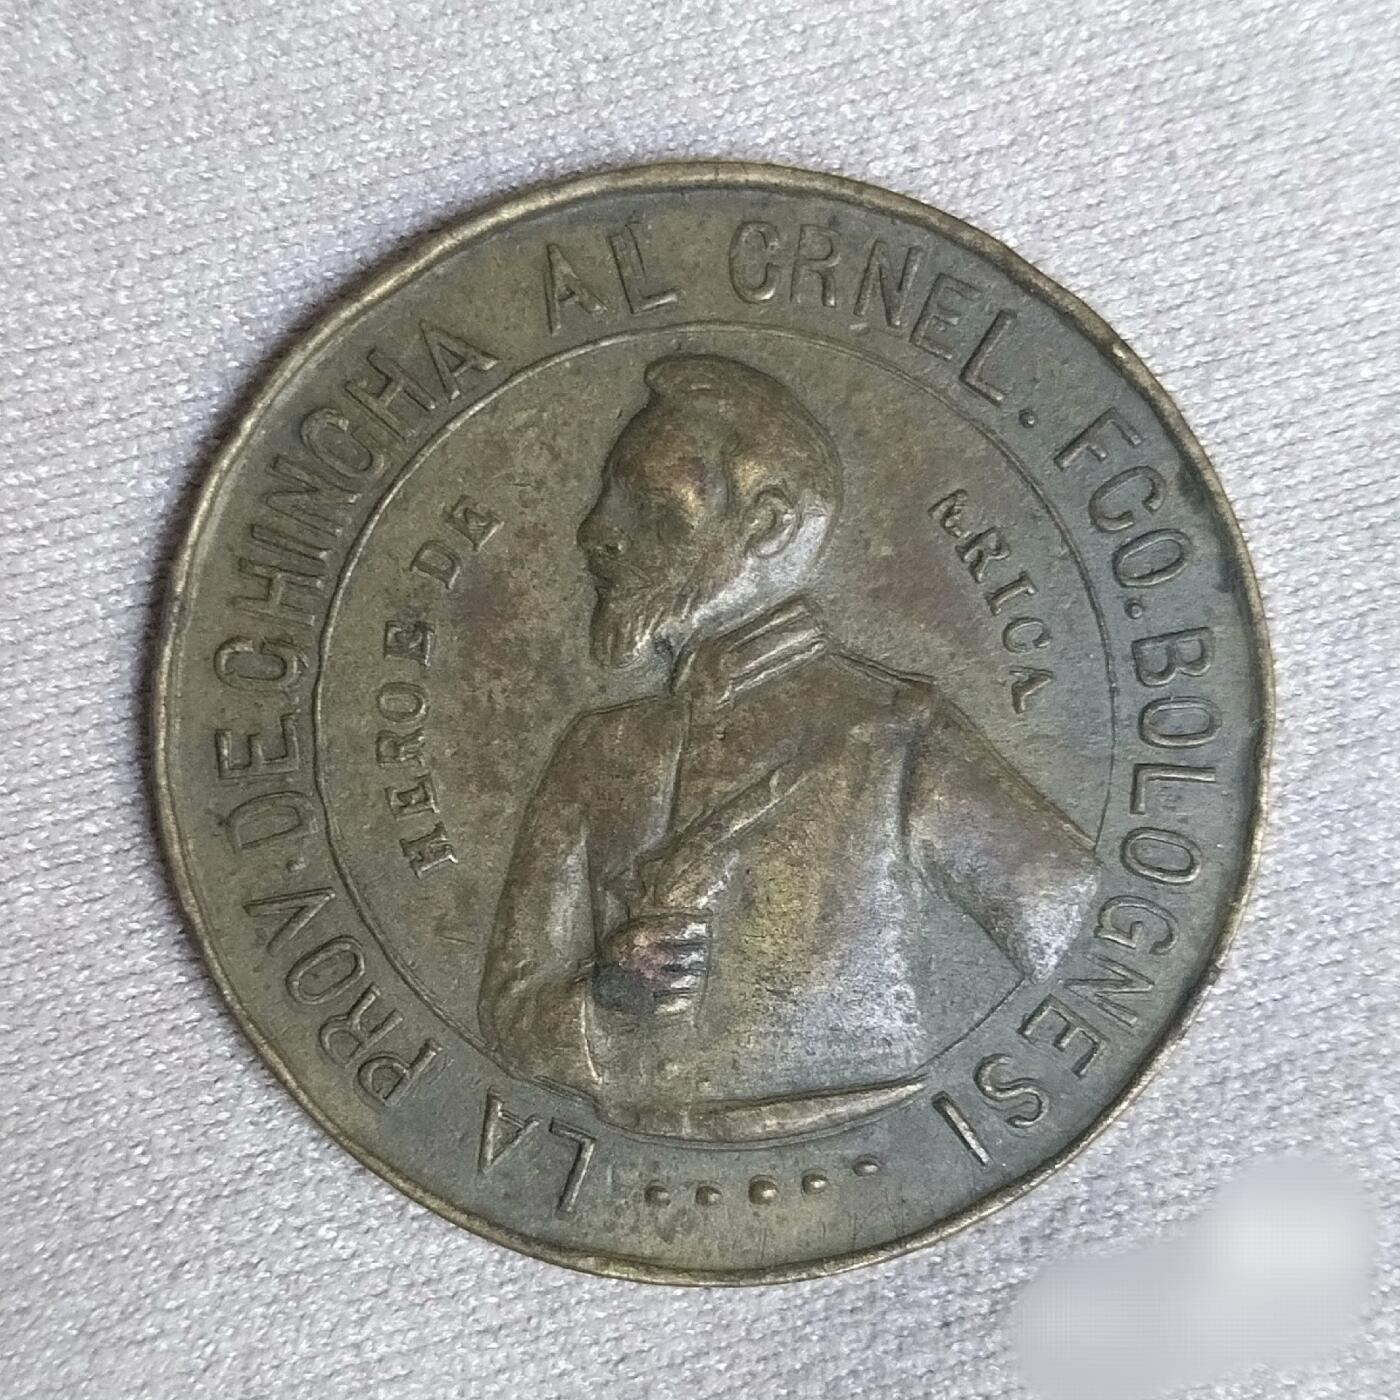 LA PROV. DE CHINCHA AL CRNEL. FCO. BOLOGNESI
HEROE DE ARICA